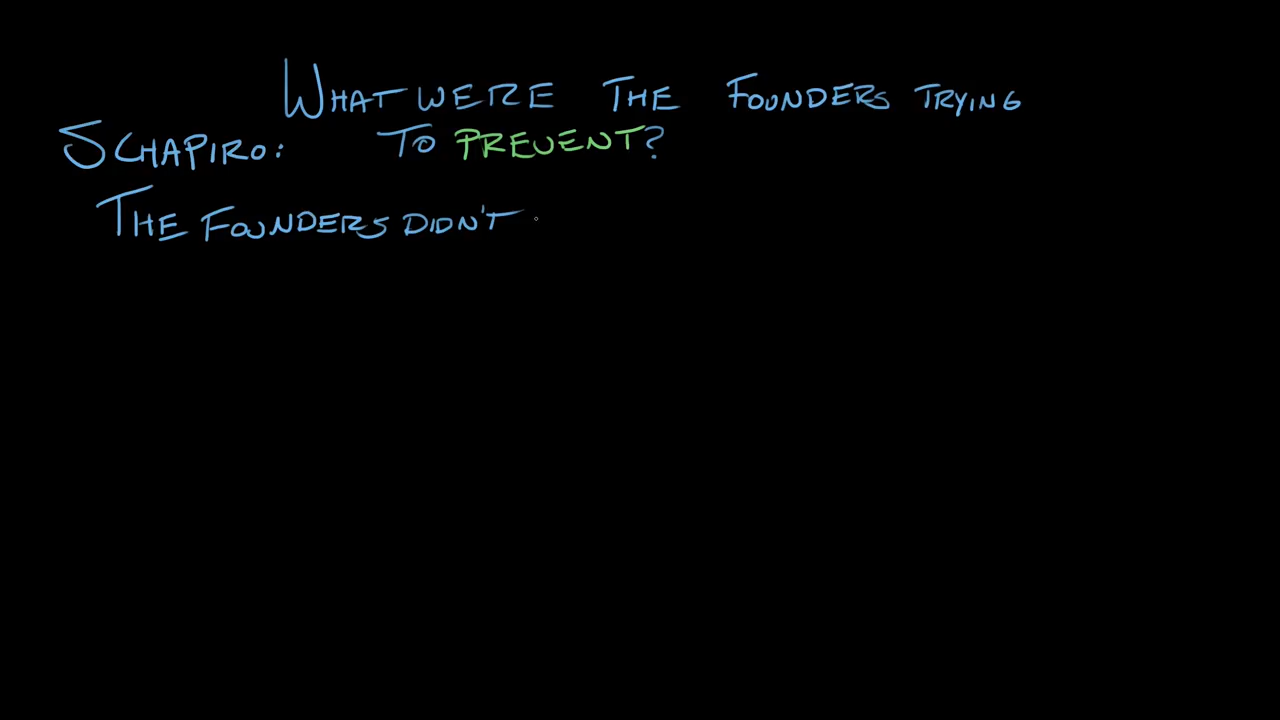 WHAT WERE THE FOUNDERS TRYING
TO PREVENT?
SCHAPIRO:
THE FOUNDERS DIDN'T